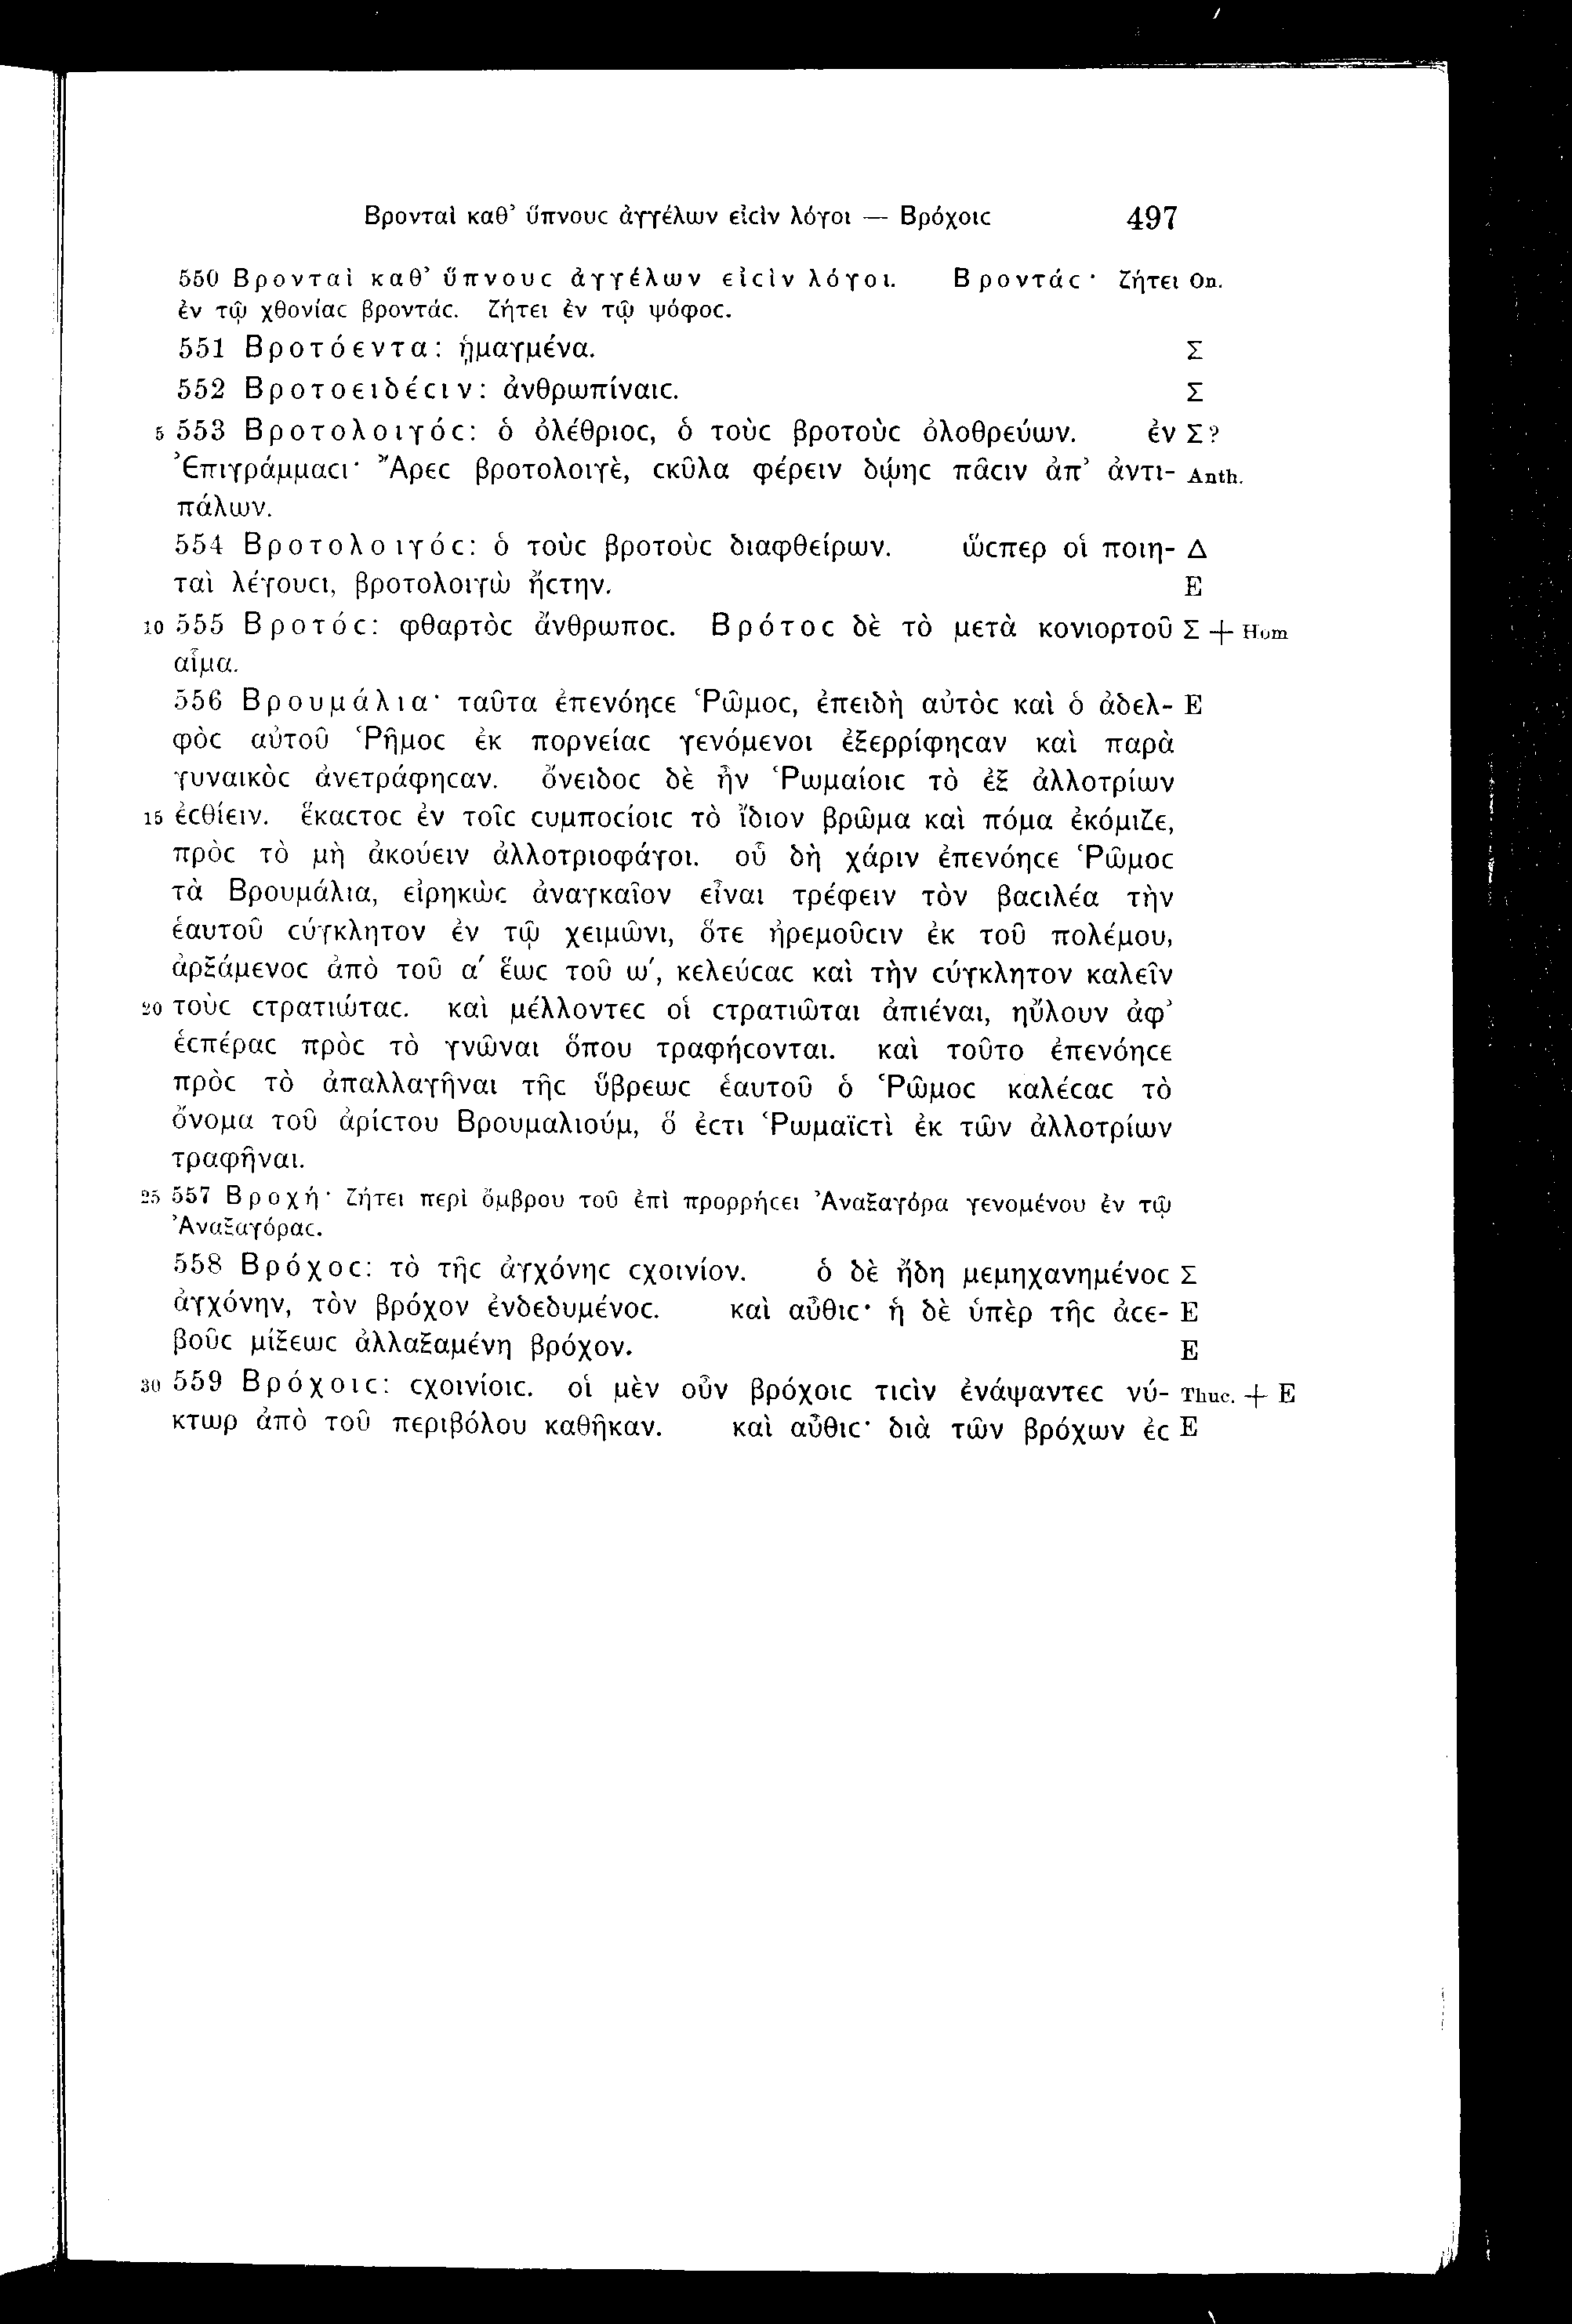 Βρονταὶ καθ’ ὕπνουϲ ἀγγέλων εἰϲὶν λόγοι — Βρόχοιϲ 497
550 Βρονταὶ καθ’ ὕπνουϲ ἀγγέλων εἰϲὶν λόγοι. Βροντάϲ· ζήτει On.
ἐν τῷ χθονίαϲ βροντάϲ. ζήτει ἐν τῷ ψόφοϲ.
551 Βροτόεντα: ᾑμαγμένα. Σ
552 Βροτοειδέϲιν: ἀνθρωπίναιϲ. Σ
5 553 Βροτολοιγόϲ: ὁ ὀλέθριοϲ, ὁ τοὺϲ βροτοὺϲ ὀλοθρεύων. ἐν Σ?
Ἐπιγράμμαϲι· Ἄρεϲ βροτολοιγὲ, ϲκῦλα φέρειν δῴηϲ πᾶϲιν ἀπ’ ἀντι- Anth.
πάλων.
554 Βροτολοιγόϲ: ὁ τοὺϲ βροτοὺϲ διαφθείρων. ὥϲπερ οἱ ποιη- Δ
ταὶ λέγουϲι, βροτολοιγὼ ἤϲτην. E
10 555 Βροτόϲ: φθαρτὸϲ ἄνθρωποϲ. Βρότοϲ δὲ τὸ μετὰ κονιορτοῦ Σ + Hom
αἷμα.
556 Βρουμάλια· ταῦτα ἐπενόηϲε Ῥῶμοϲ, ἐπειδὴ αὐτὸϲ καὶ ὁ ἀδελ- E
φὸϲ αὐτοῦ Ῥῆμοϲ ἐκ πορνείαϲ γενόμενοι ἐξερρίφηϲαν καὶ παρὰ
γυναικὸϲ ἀνετράφηϲαν. ὄνειδοϲ δὲ ἦν Ῥωμαίοιϲ τὸ ἐξ ἀλλοτρίων
15 ἐϲθίειν. ἕκαϲτοϲ ἐν τοῖϲ ϲυμποϲίοιϲ τὸ ἴδιον βρῶμα καὶ πόμα ἐκόμιζε,
πρὸϲ τὸ μὴ ἀκούειν ἀλλοτριοφάγοι. οὗ δὴ χάριν ἐπενόηϲε Ῥῶμοϲ
τὰ Βρουμάλια, εἰρηκὼϲ ἀναγκαῖον εἶναι τρέφειν τὸν βαϲιλέα τὴν
ἑαυτοῦ ϲύγκλητον ἐν τῷ χειμῶνι, ὅτε ἠρεμοῦϲιν ἐκ τοῦ πολέμου,
ἀρξάμενοϲ ἀπὸ τοῦ α′ ἕωϲ τοῦ ω′, κελεύϲαϲ καὶ τὴν ϲύγκλητον καλεῖν
20 τοὺϲ ϲτρατιώταϲ. καὶ μέλλοντεϲ οἱ ϲτρατιῶται ἀπιέναι, ηὔλουν ἀφ’
ἑϲπέραϲ πρὸϲ τὸ γνῶναι ὅπου τραφήϲονται. καὶ τοῦτο ἐπενόηϲε
πρὸϲ τὸ ἀπαλλαγῆναι τῆϲ ὕβρεωϲ ἑαυτοῦ ὁ Ῥῶμοϲ καλέϲαϲ τὸ
ὄνομα τοῦ ἀρίϲτου Βρουμαλιούμ, ὅ ἐϲτι Ῥωμαϊϲτὶ ἐκ τῶν ἀλλοτρίων
τραφῆναι.
25 557 Βροχή· ζήτει περὶ ὄμβρου τοῦ ἐπὶ προρρήϲει Ἀναξαγόρα γενομένου ἐν τῷ
Ἀναξαγόραϲ.
558 Βρόχοϲ: τὸ τῆϲ ἀγχόνηϲ ϲχοινίον. ὁ δὲ ἤδη μεμηχανημένοϲ Σ
ἀγχόνην, τὸν βρόχον ἐνδεδυμένοϲ. καὶ αὖθιϲ· ἡ δὲ ὑπὲρ τῆϲ ἀϲε- E
βοῦϲ μίξεωϲ ἀλλαξαμένη βρόχον. E
30 559 Βρόχοιϲ: ϲχοινίοιϲ. οἱ μὲν οὖν βρόχοιϲ τιϲὶν ἐνάψαντεϲ νύ- Thuc. + E
κτωρ ἀπὸ τοῦ περιβόλου καθῆκαν. καὶ αὖθιϲ· διὰ τῶν βρόχων ἐϲ E